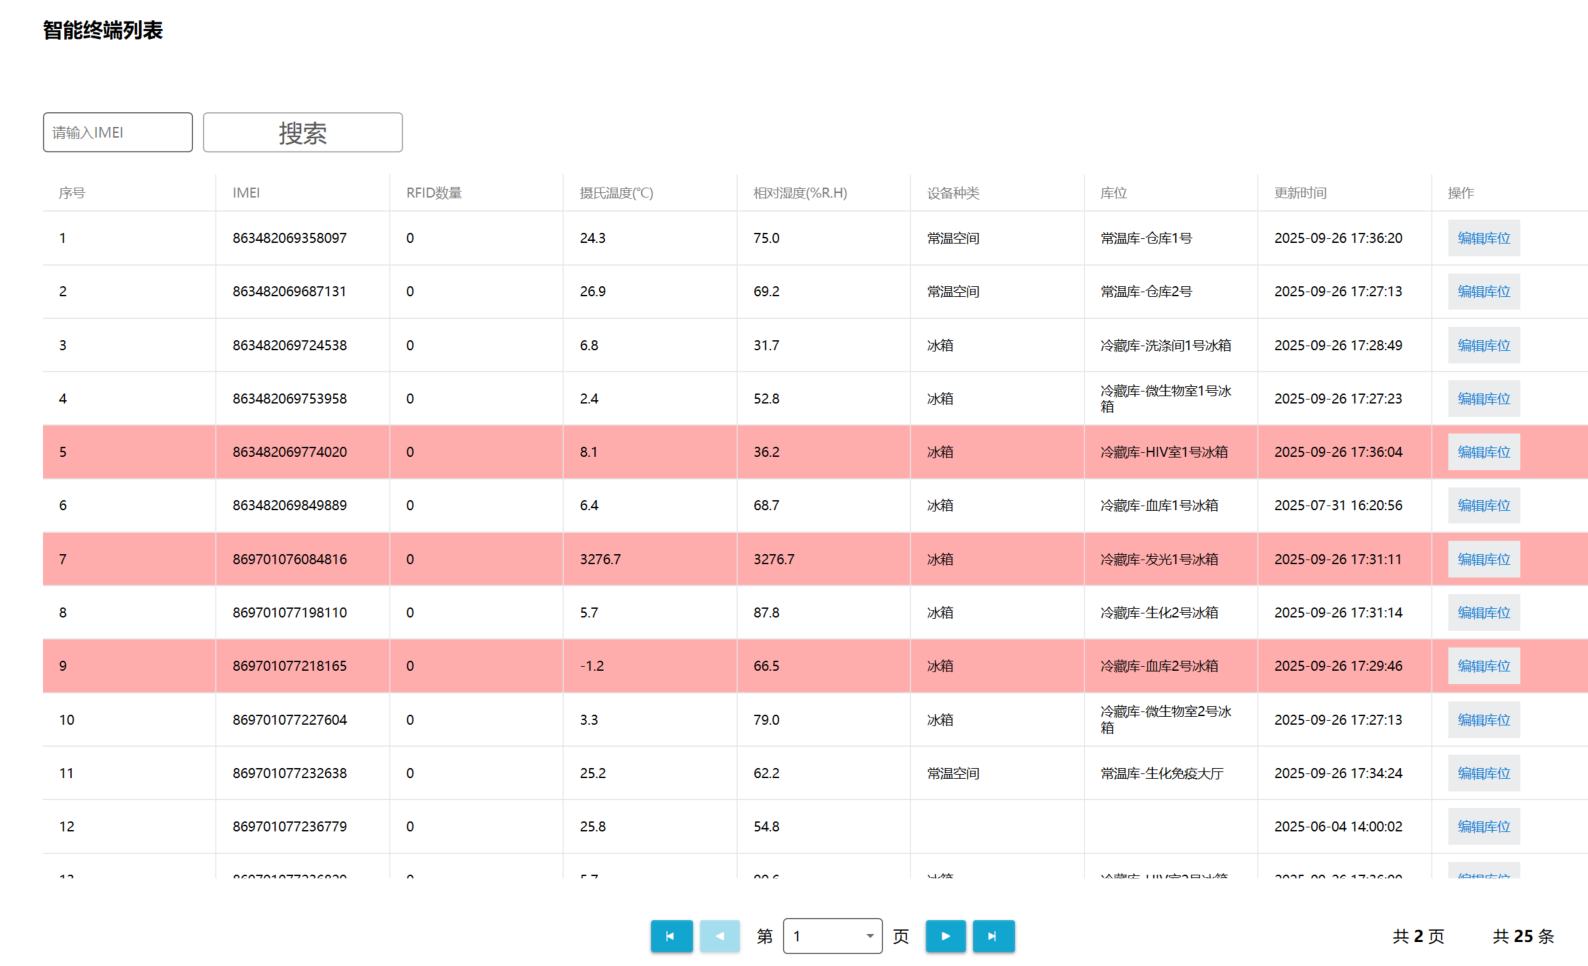 智能终端列表
请输入IMEI 搜索
序号 IMEI RFID数量 摄氏温度(℃) 相对湿度(%R.H) 设备种类 库位 更新时间 操作
1 863482069358097 0 24.3 75.0 常温空间 常温库-仓库1号 2025-09-26 17:36:20 编辑库位
2 863482069687131 0 26.9 69.2 常温空间 常温库-仓库2号 2025-09-26 17:27:13 编辑库位
3 863482069724538 0 6.8 31.7 冰箱 冷藏库-洗涤间1号冰箱 2025-09-26 17:28:49 编辑库位
4 863482069753958 0 2.4 52.8 冰箱 冷藏库-微生物室1号冰箱 2025-09-26 17:27:23 编辑库位
5 863482069774020 0 8.1 36.2 冰箱 冷藏库-HIV室1号冰箱 2025-09-26 17:36:04 编辑库位
6 863482069849889 0 6.4 68.7 冰箱 冷藏库-血库1号冰箱 2025-07-31 16:20:56 编辑库位
7 869701076084816 0 3276.7 3276.7 冰箱 冷藏库-发光1号冰箱 2025-09-26 17:31:11 编辑库位
8 869701077198110 0 5.7 87.8 冰箱 冷藏库-生化2号冰箱 2025-09-26 17:31:14 编辑库位
9 869701077218165 0 -1.2 66.5 冰箱 冷藏库-血库2号冰箱 2025-09-26 17:29:46 编辑库位
10 869701077227604 0 3.3 79.0 冰箱 冷藏库-微生物室2号冰箱 2025-09-26 17:27:13 编辑库位
11 869701077232638 0 25.2 62.2 常温空间 常温库-生化免疫大厅 2025-09-26 17:34:24 编辑库位
12 869701077236779 0 25.8 54.8 2025-06-04 14:00:02 编辑库位
第 1 页 共 2 页 共 25 条